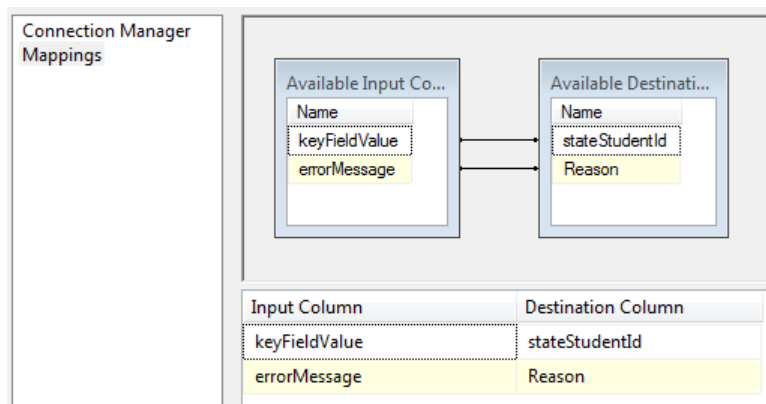 Connection Manager
Mappings
Available Input Co...
Name
keyFieldValue
errorMessage
Available Destinati...
Name
stateStudentId
Reason
Input Column Destination Column
keyFieldValue stateStudentId
errorMessage Reason